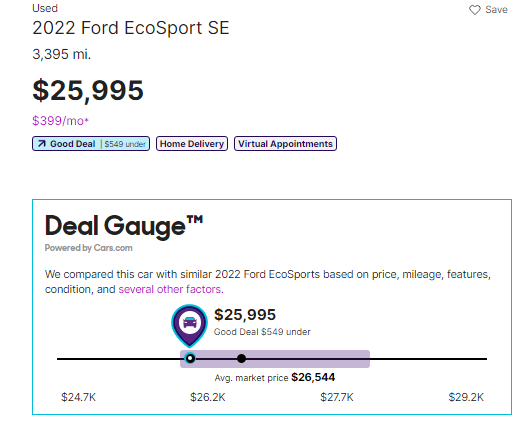 Used
Save
2022 Ford EcoSport SE
3,395 mi.
$25,995
$399/mo*
Good Deal | $549 under
Home Delivery
Virtual Appointments
Deal Gauge™
Powered by Cars.com
We compared this car with similar 2022 Ford EcoSports based on price, mileage, features,
condition, and several other factors.
$25,995
Good Deal $549 under
Avg. market price $26,544
$24.7K $26.2K $27.7K $29.2K